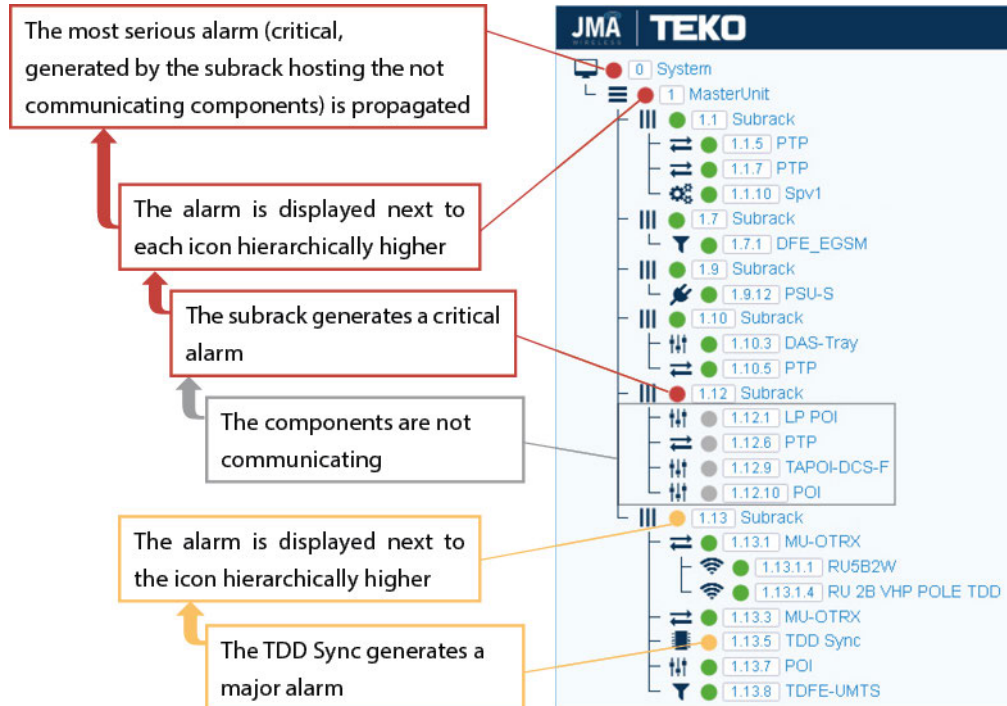 The most serious alarm (critical,
generated by the subrack hosting the not
communicating components) is propagated
The alarm is displayed next to
each icon hierarchically higher
The subrack generates a critical
alarm
The components are not
communicating
The alarm is displayed next to
the icon hierarchically higher
The TDD Sync generates a
major alarm
JMA TEKO
WIRELESS
0 System
1 MasterUnit
1.1 Subrack
1.1.5 PTP
1.1.7 PTP
1.1.10 Spv1
1.7 Subrack
1.7.1 DFE_EGSM
1.9 Subrack
1.9.12 PSU-S
1.10 Subrack
1.10.3 DAS-Tray
1.10.5 PTP
1.12 Subrack
1.12.1 LP POI
1.12.6 PTP
1.12.9 TAPOI-DCS-F
1.12.10 POI
1.13 Subrack
1.13.1 MU-OTRX
1.13.1.1 RU5B2W
1.13.1.4 RU 2B VHP POLE TDD
1.13.3 MU-OTRX
1.13.5 TDD Sync
1.13.7 POI
1.13.8 TDFE-UMTS